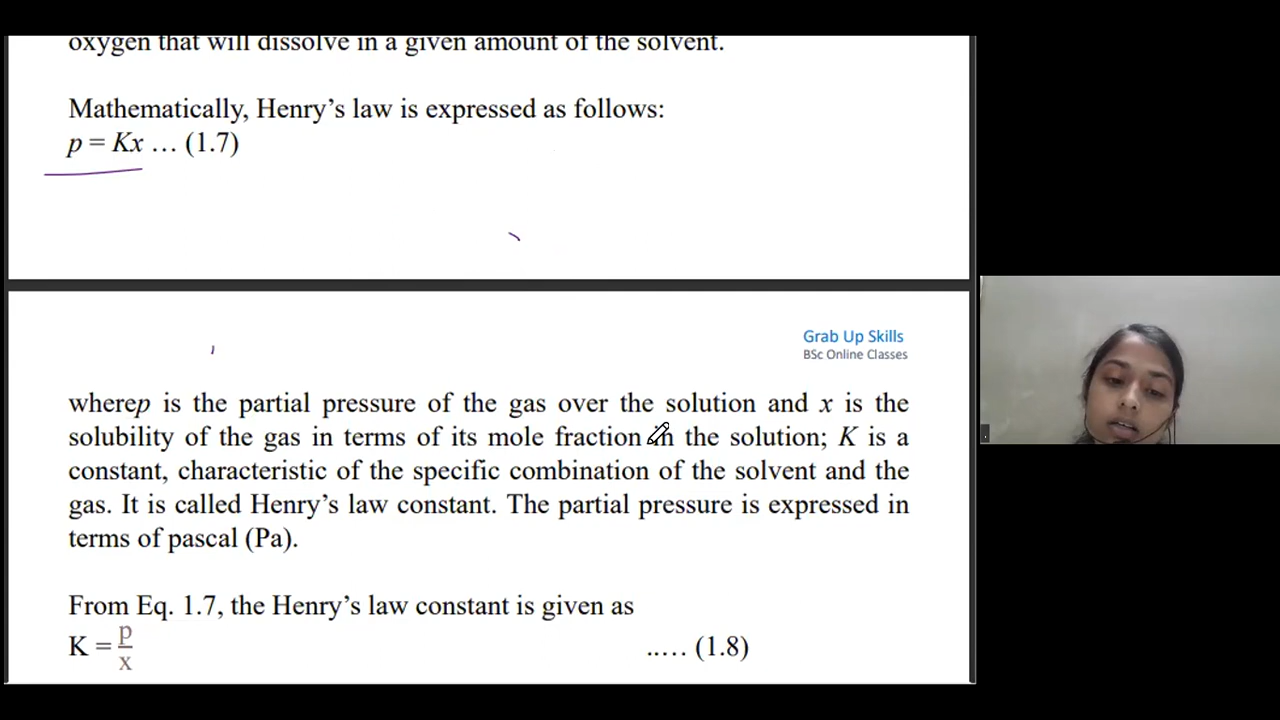 oxygen that will dissolve in a given amount of the solvent.
Mathematically, Henry’s law is expressed as follows:
p = Kx … (1.7)
Grab Up Skills
BSc Online Classes
wherep is the partial pressure of the gas over the solution and x is the
solubility of the gas in terms of its mole fraction in the solution; K is a
constant, characteristic of the specific combination of the solvent and the
gas. It is called Henry’s law constant. The partial pressure is expressed in
terms of pascal (Pa).
From Eq. 1.7, the Henry’s law constant is given as
K = p/x ..… (1.8)